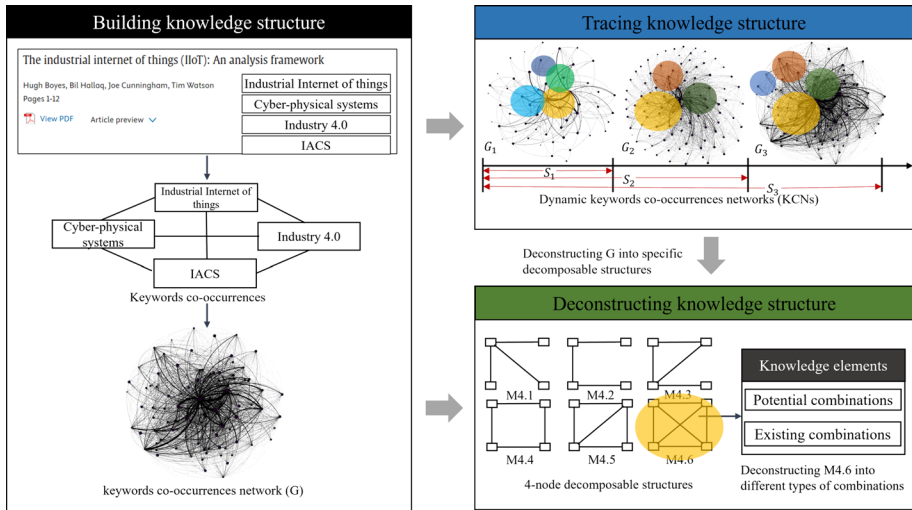 Building knowledge structure
The industrial internet of things (IIoT): An analysis framework
Hugh Boyes, Bil Hallaq, Joe Cunningham, Tim Watson
Pages 1-12
View PDF
Article preview
Industrial Internet of things
Cyber-physical systems
Industry 4.0
IACS
Industrial Internet of
things
Cyber-physical
systems
Industry 4.0
IACS
Keywords co-occurrences
keywords co-occurrences network (G)
Tracing knowledge structure
G1
G2
G3
S1
S2
S3
Dynamic keywords co-occurrences networks (KCNs)
Deconstructing G into specific
decomposable structures
Deconstructing knowledge structure
M4.1
M4.2
M4.3
M4.4
M4.5
M4.6
4-node decomposable structures
Knowledge elements
Potential combinations
Existing combinations
Deconstructing M4.6 into
different types of combinations